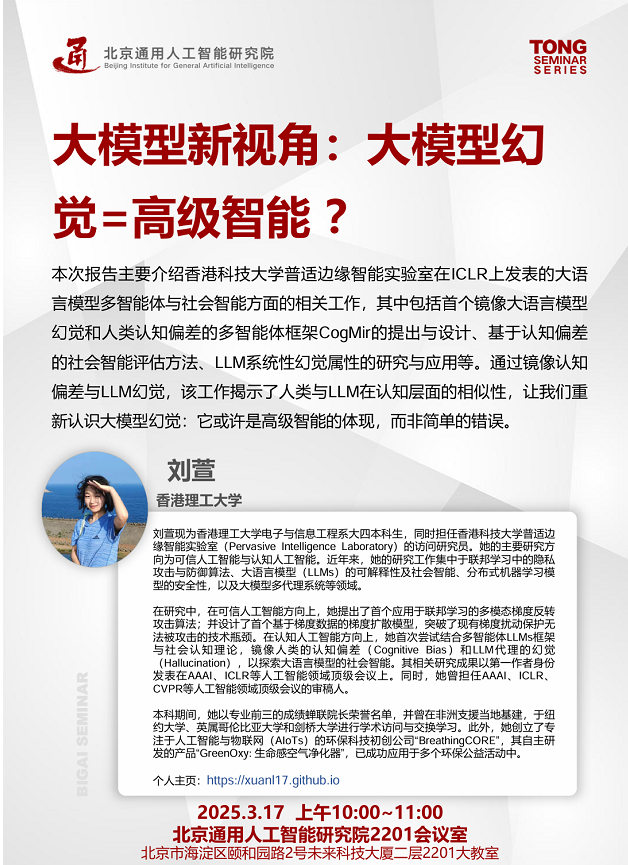 北京通用人工智能研究院
Beijing Institute for General Artificial Intelligence
TONG
SEMINAR
SERIES
大模型新视角：大模型幻
觉=高级智能 ？
本次报告主要介绍香港科技大学普适边缘智能实验室在ICLR上发表的大语
言模型多智能体与社会智能方面的相关工作，其中包括首个镜像大语言模型
幻觉和人类认知偏差的多智能体框架CogMir的提出与设计、基于认知偏差
的社会智能评估方法、LLM系统性幻觉属性的研究与应用等。通过镜像认知
偏差与LLM幻觉，该工作揭示了人类与LLM在认知层面的相似性，让我们重
新认识大模型幻觉：它或许是高级智能的体现，而非简单的错误。
刘萱
香港理工大学
刘萱现为香港理工大学电子与信息工程系大四本科生，同时担任香港科技大学普适边
缘智能实验室（Pervasive Intelligence Laboratory）的访问研究员。她的主要研究方
向为可信人工智能与认知人工智能。近年来，她的研究工作集中于联邦学习中的隐私
攻击与防御算法、大语言模型（LLMs）的可解释性及社会智能、分布式机器学习模
型的安全性，以及大模型多代理系统等领域。
在研究中，在可信人工智能方向上，她提出了首个应用于联邦学习的多模态梯度反转
攻击算法；并设计了首个基于梯度数据的梯度扩散模型，突破了现有梯度扰动保护无
法被攻击的技术瓶颈。在认知人工智能方向上，她首次尝试结合多智能体LLMs框架
与社会认知理论，镜像人类的认知偏差（Cognitive Bias）和LLM代理的幻觉
（Hallucination），以探索大语言模型的社会智能。其相关研究成果以第一作者身份
发表在AAAI、ICLR等人工智能领域顶级会议上。同时，她曾担任AAAI、ICLR、
CVPR等人工智能领域顶级会议的审稿人。
本科期间，她以专业前三的成绩蝉联院长荣誉名单，并曾在非洲支援当地基建，于纽
约大学、英属哥伦比亚大学和剑桥大学进行学术访问与交换学习。此外，她创立了专
注于人工智能与物联网（AIoTs）的环保科技初创公司“BreathingCORE”，其自主研
发的产品“GreenOxy: 生命感空气净化器”，已成功应用于多个环保公益活动中。
个人主页：https://xuanl17.github.io
BIGAI SEMINAR
2025.3.17 上午10:00~11:00
北京通用人工智能研究院2201会议室
北京市海淀区颐和园路2号未来科技大厦二层2201大教室